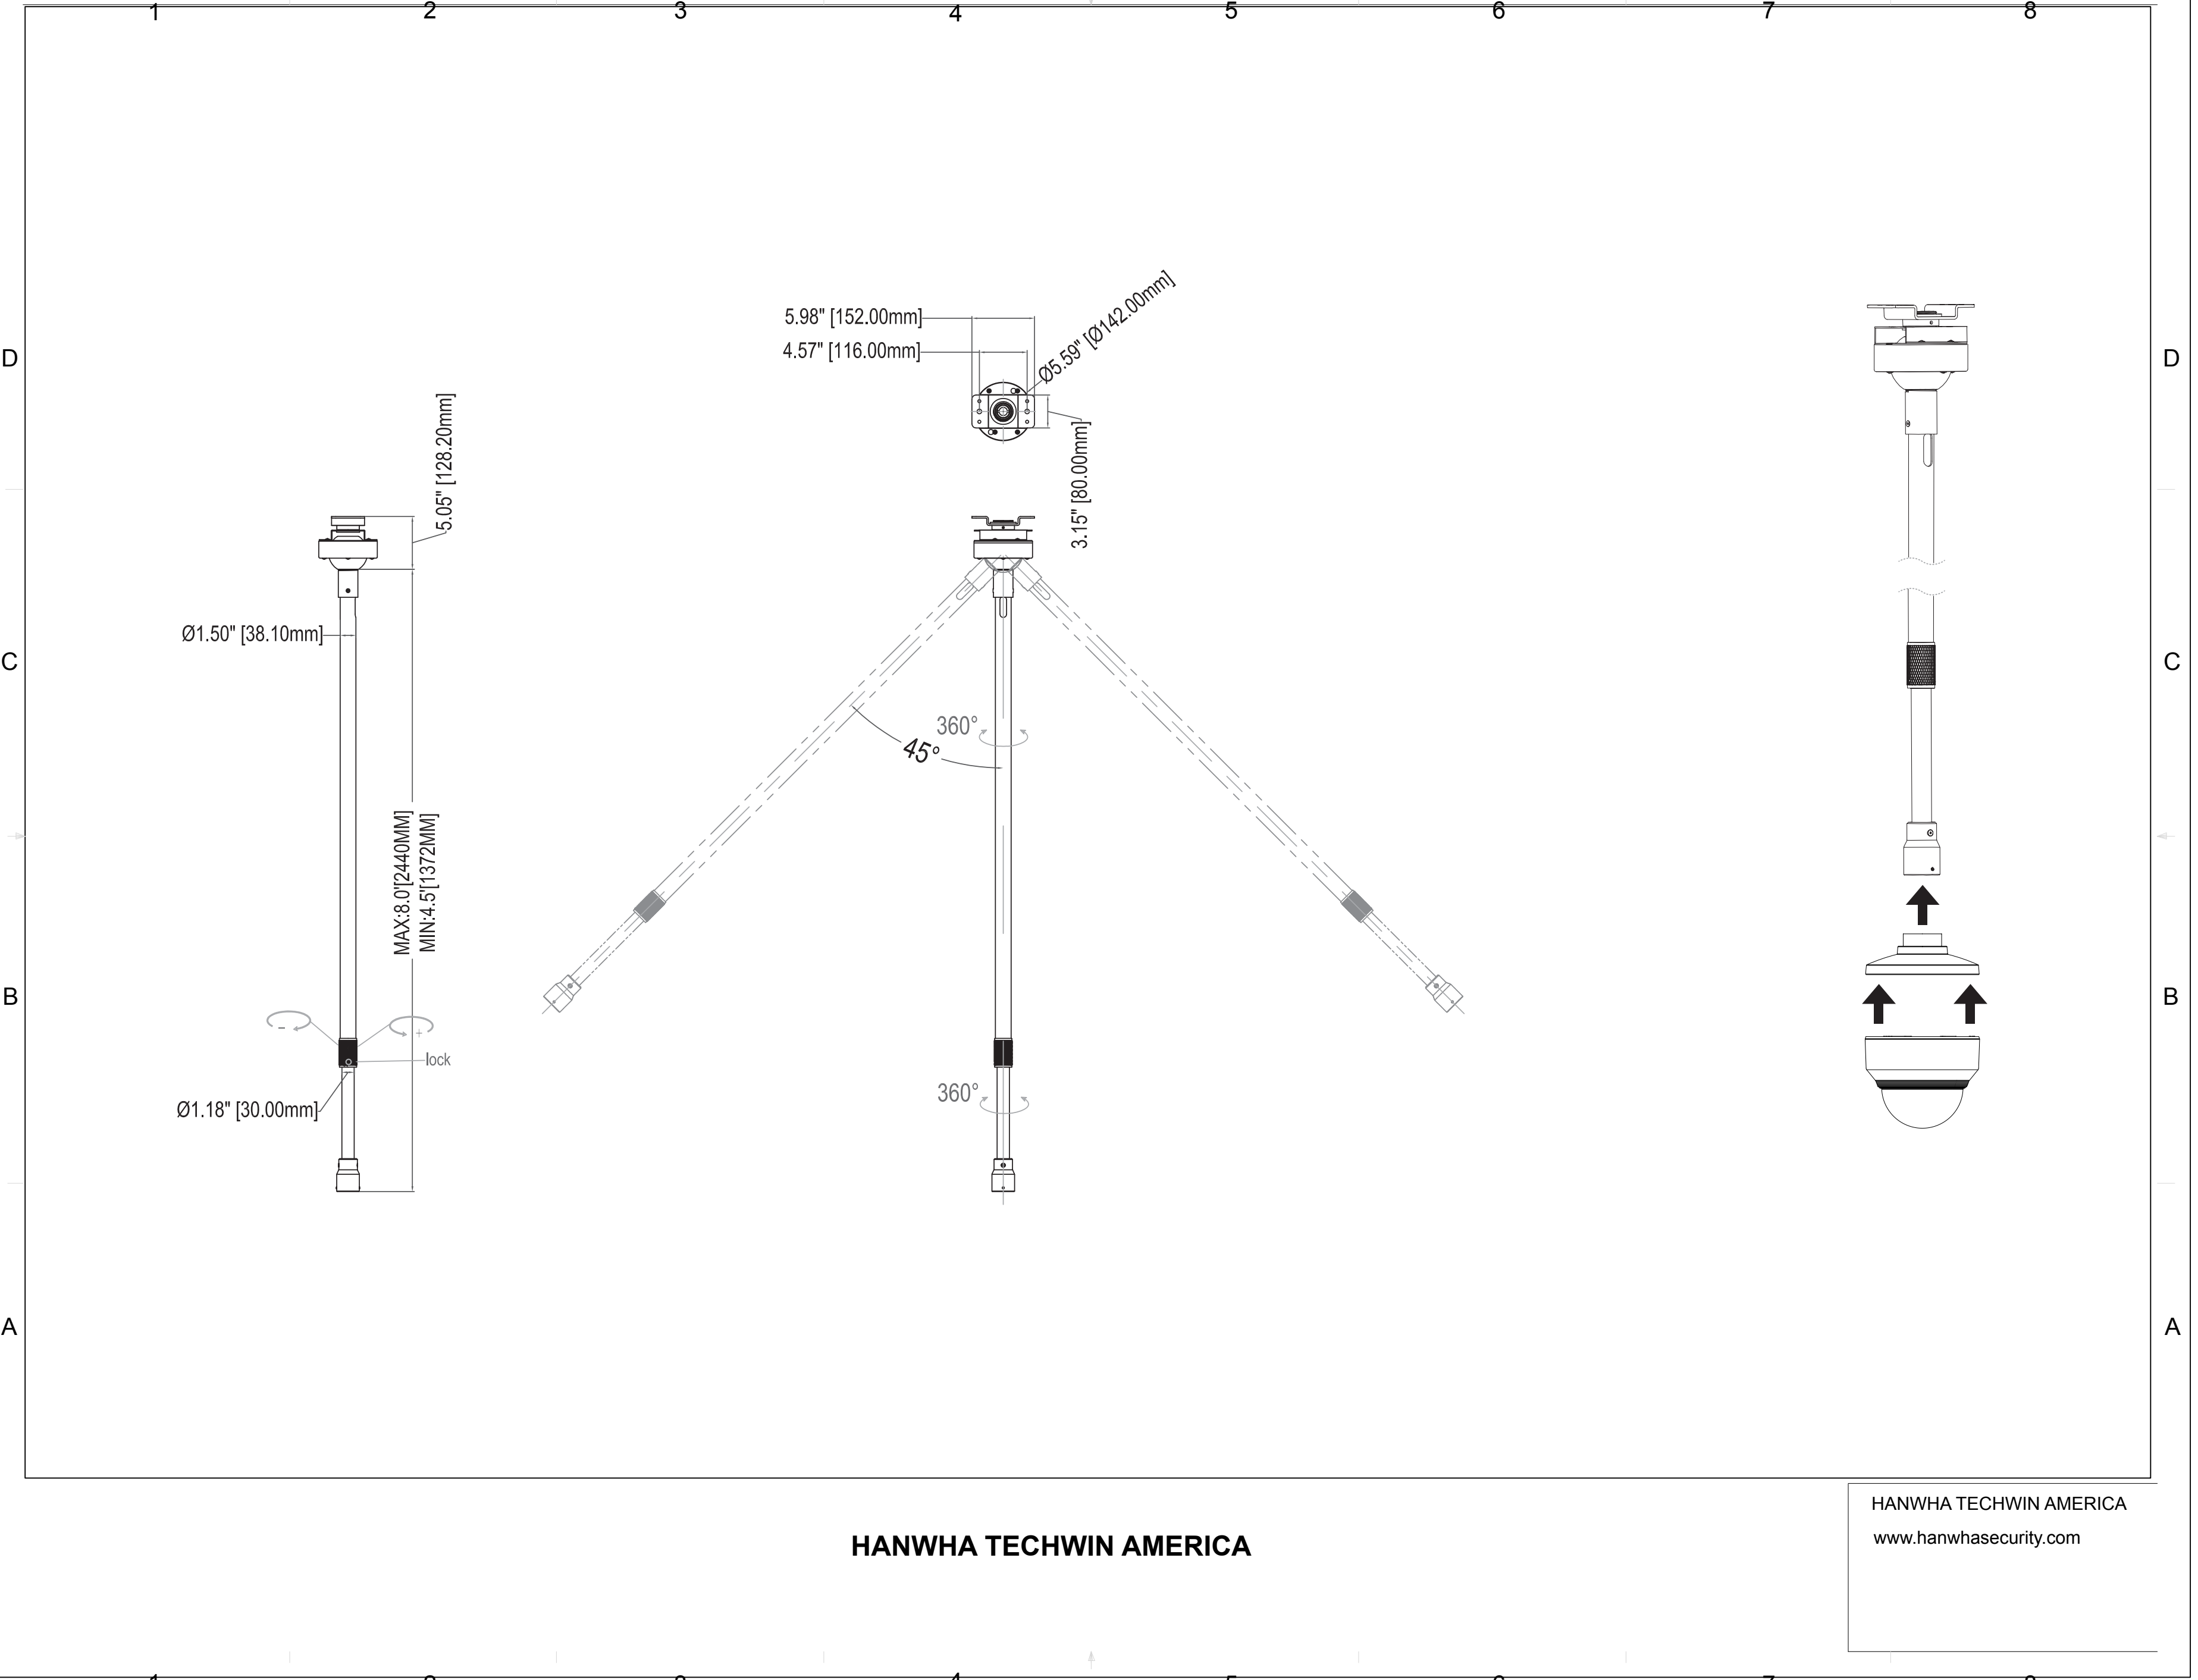 1 2 3 4 5 6 7 8
5.98" [152.00mm]
4.57" [116.00mm]
Ø5.59" [Ø142.00mm]
3.15" [80.00mm]
D D
5.05" [128.20mm]
Ø1.50" [38.10mm]
C C
360°
45°
MAX:8.0'[2440MM]
MIN:4.5'[1372MM]
B B
- +
lock
Ø1.18" [30.00mm]
360°
A A
HANWHA TECHWIN AMERICA
HANWHA TECHWIN AMERICA
www.hanwhasecurity.com